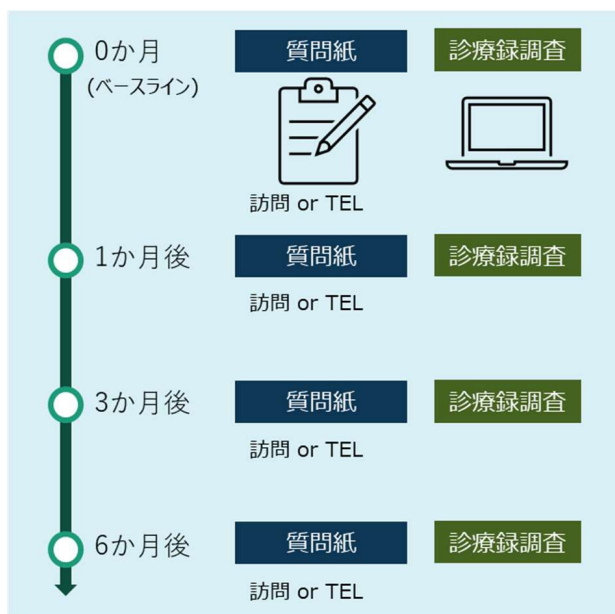 0か月 質問紙 診療録調査
(ベースライン)
訪問 or TEL
1か月後 質問紙 診療録調査
訪問 or TEL
3か月後 質問紙 診療録調査
訪問 or TEL
6か月後 質問紙 診療録調査
訪問 or TEL